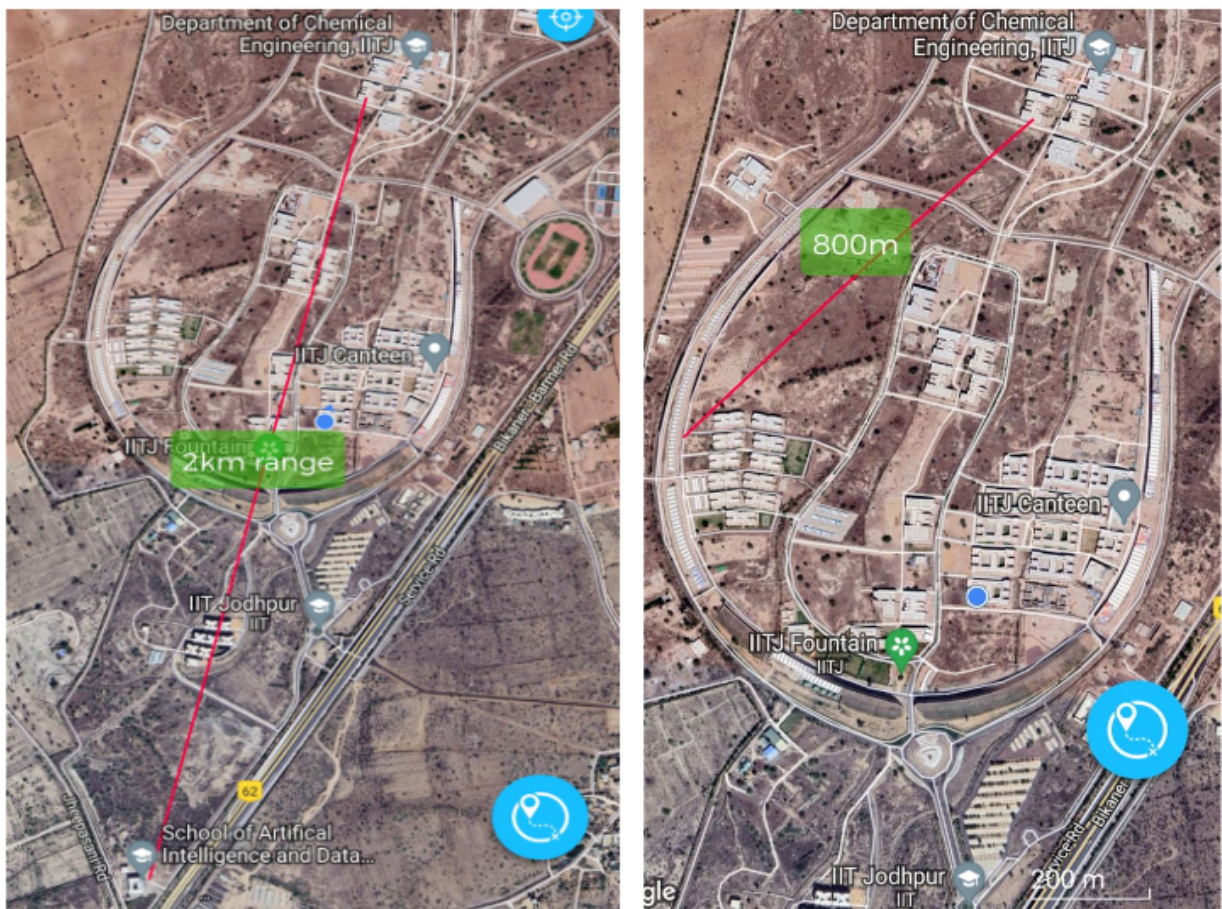 Department of Chemical
Engineering, IITJ
IITJ Canteen
Bikaner, Barmer Rd
IITJ Fountain
2km range
Service Rd
IIT Jodhpur
IIT
62
School of Artifical
Intelligence and Data...
Department of Chemical
Engineering, IITJ
800m
IITJ Canteen
IITJ Fountain
IITJ
Bikaner
vice Rd
gle
200 m
IIT Jodhpur
IIT